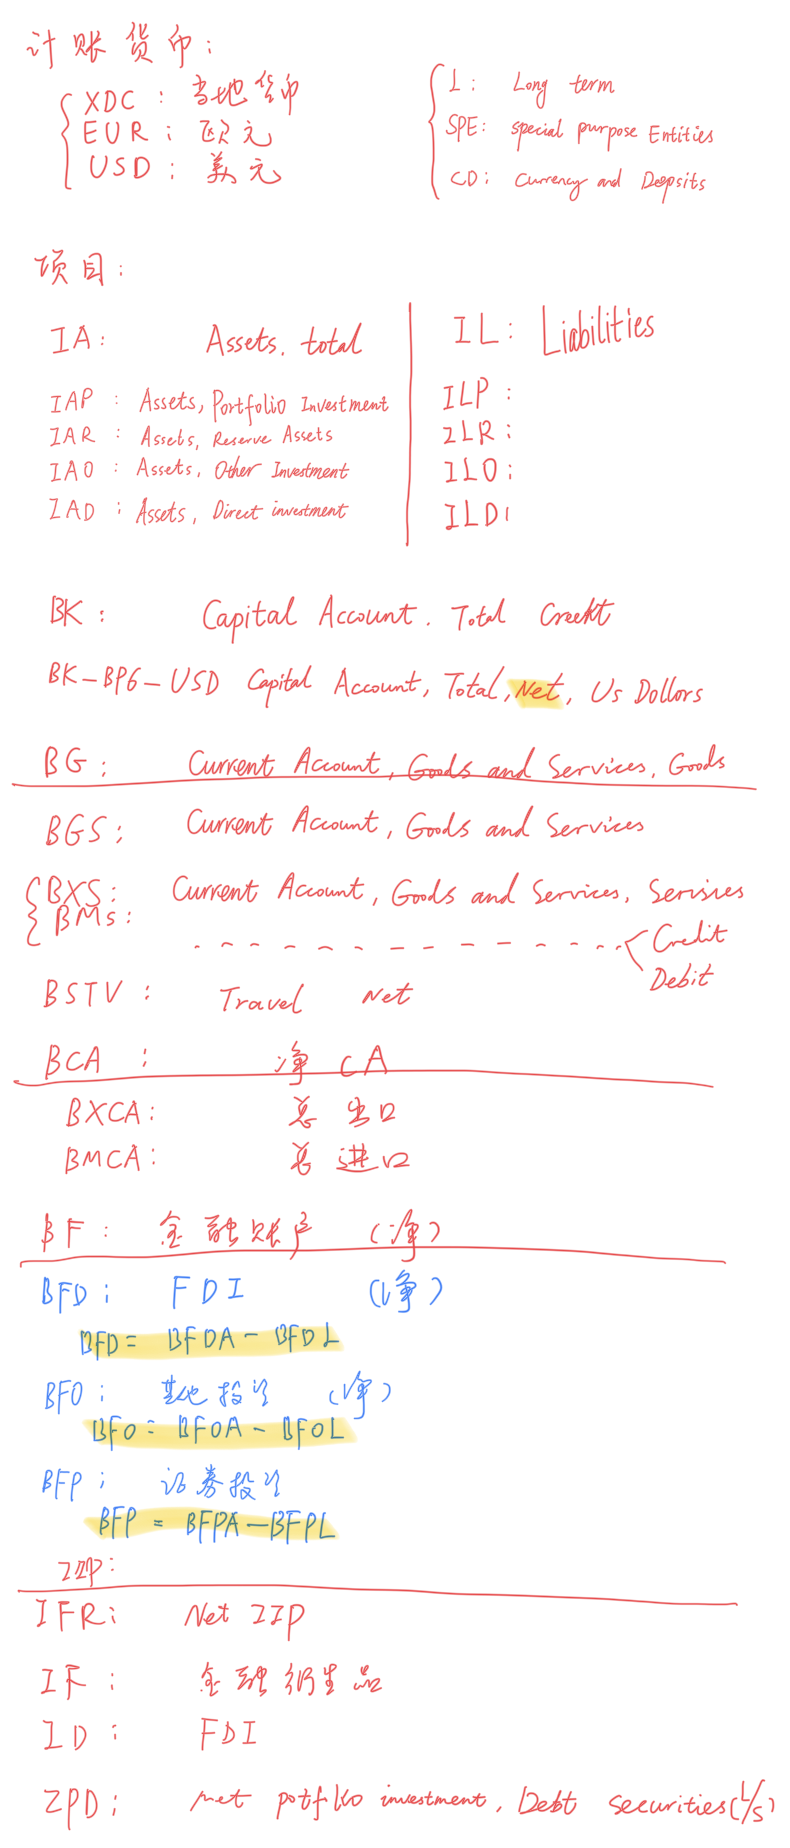 计账货币:
XDC: 当地货币
EUR: 欧元
USD: 美元
L: Long term
SPE: special purpose Entities
CD: Currency and Deposits
项目:
IA: Assets, total
IAP: Assets, Portfolio Investment
IAR: Assets, Reserve Assets
IAO: Assets, Other Investment
IAD: Assets, Direct investment
IL: Liabilities
ILP:
ILR:
ILO:
ILD:
BK: Capital Account. Total Credit
BK-BP6-USD Capital Account, Total, Net, Us Dollors
BG: Current Account, Goods and Services, Goods
BGS: Current Account, Goods and Services
BXS: Current Account, Goods and Services,
BMS:
Credit
Debit
BSTV: Travel Net
BCA: 净 CA
BXCA: 总出口
BMCA: 总进口
BF: 金融账户 (净)
BFD: FDI (净)
BFD = BFDA - BFDL
BFO: 其他投资 (净)
BFO = BFOA - BFOL
BFP: 证券投资
BFP = BFPA - BFPL
IIP:
IFR: Net IIP
IF: 金融衍生品
ID: FDI
IPD: net investment, Debt securities (L/S)